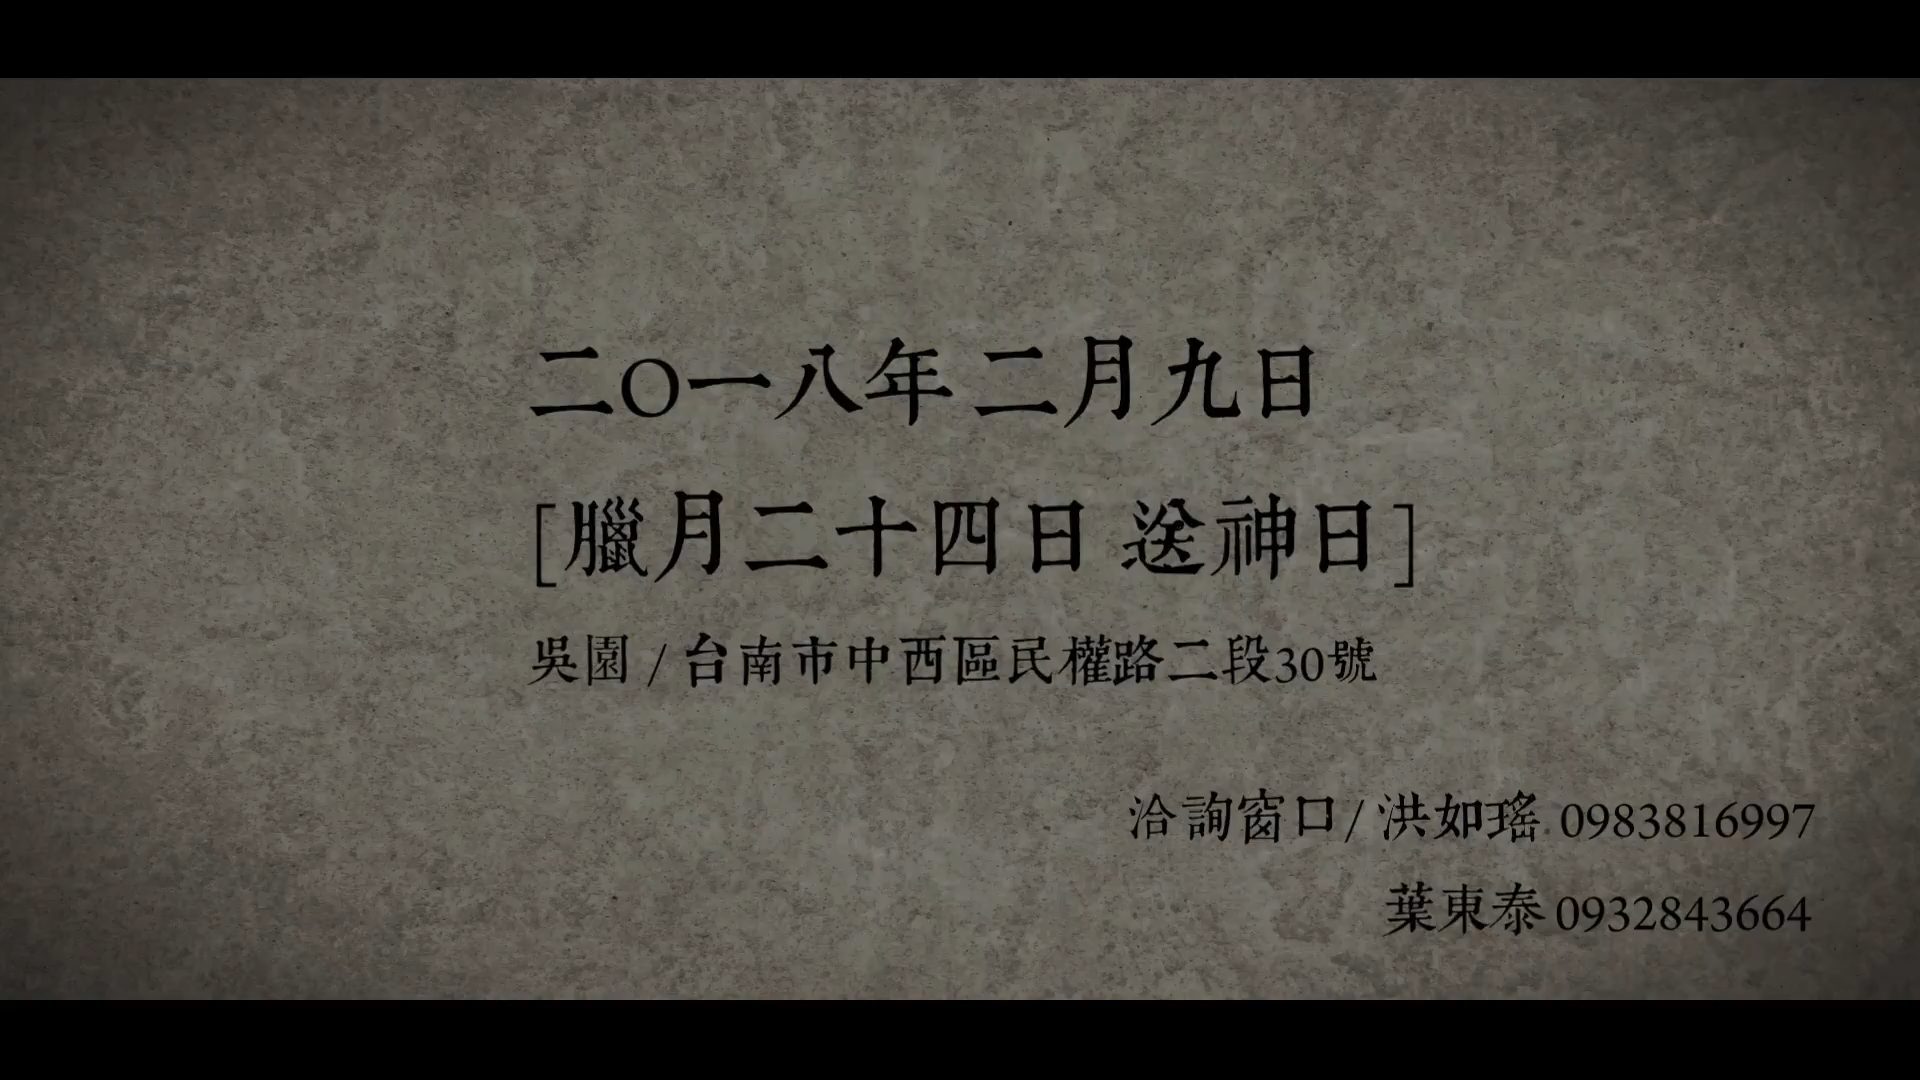 二〇一八年 二月九日
[臘月二十四日 送神日]
吳園 / 台南市中西區民權路二段30號
洽詢窗口/ 洪如瑤 0983816997
葉東泰 0932843664